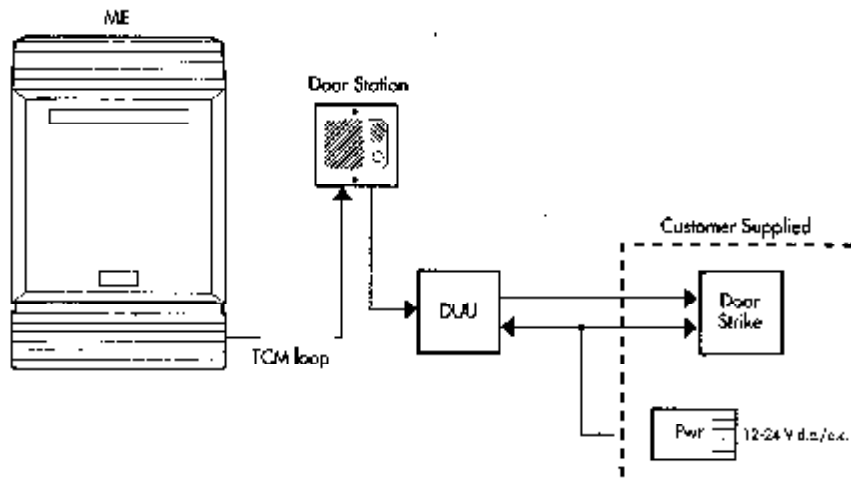 ME
Door Station
Customer Supplied
DUU
Door
Strike
TCM loop
Pwr
12-24 V d.c./a.c.